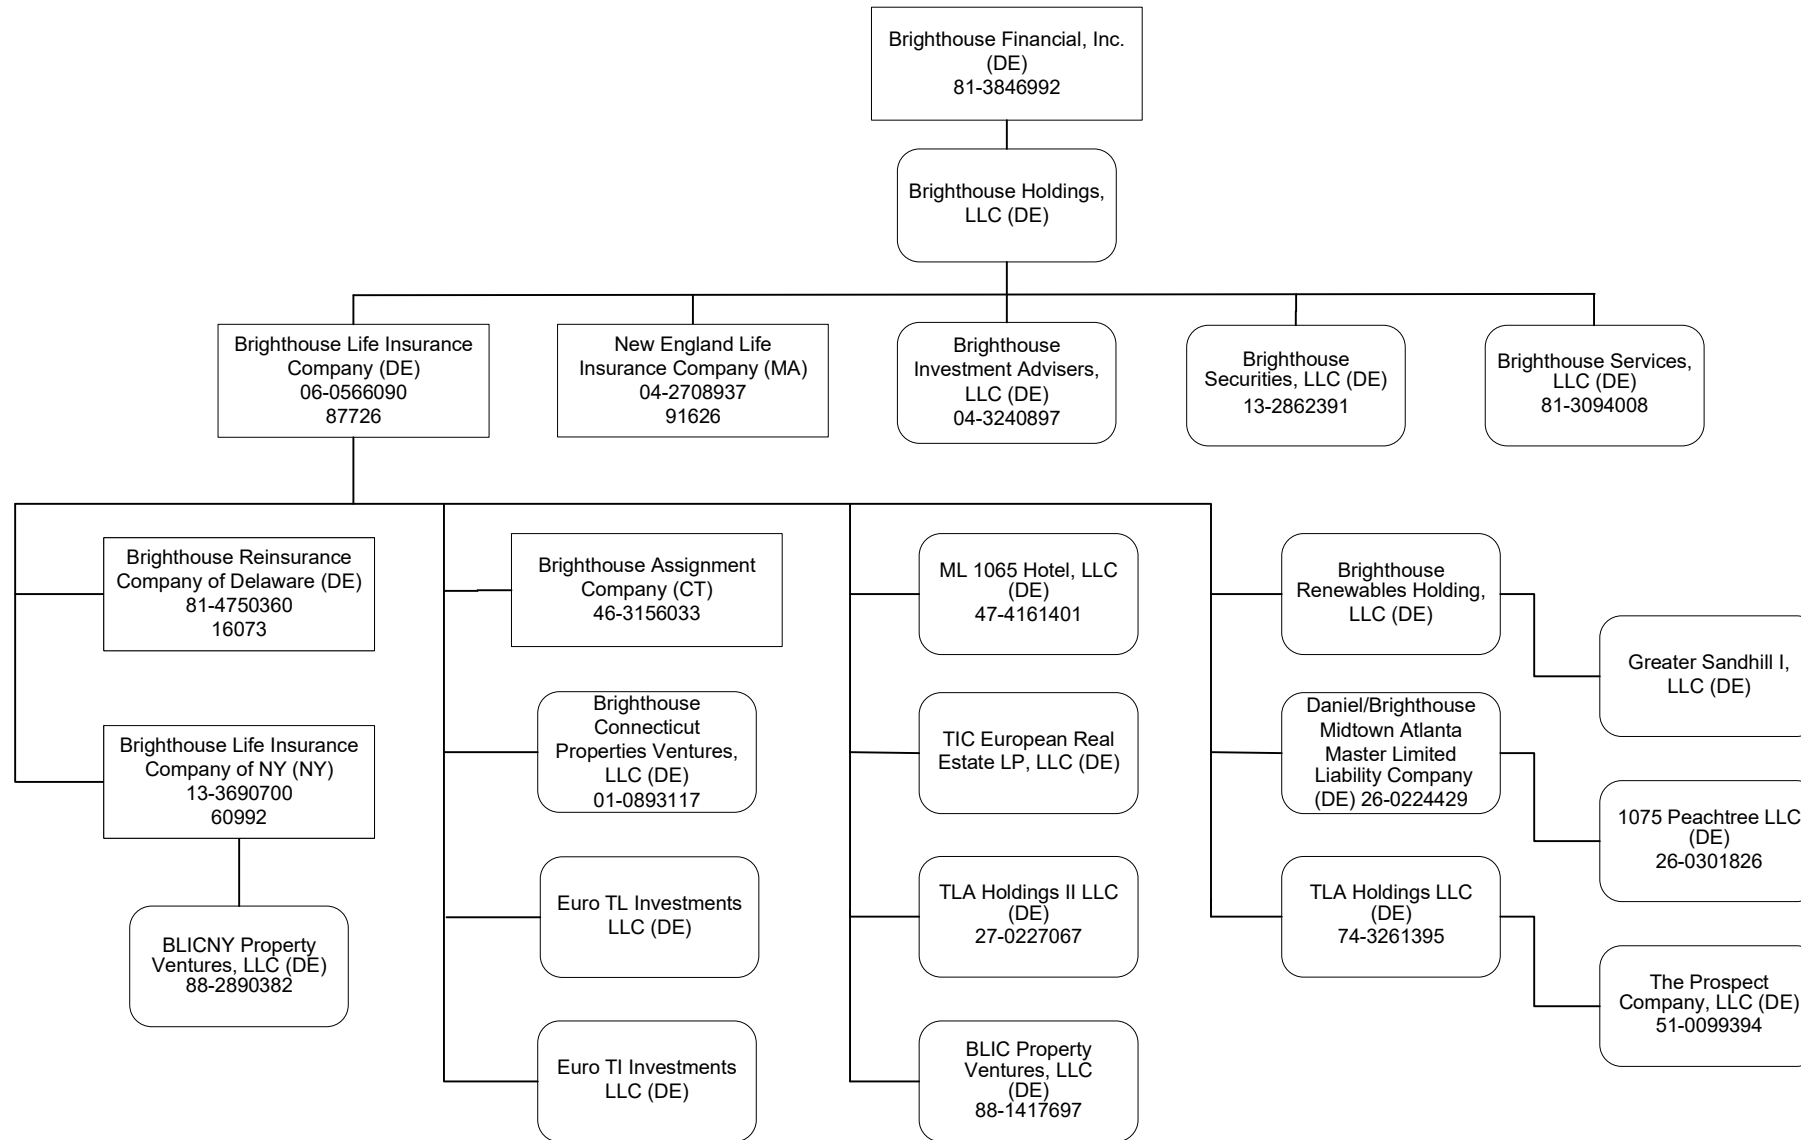 Brighthouse Financial, Inc.
(DE)
81-3846992
Brighthouse Holdings,
LLC (DE)
Brighthouse Life Insurance
Company (DE)
06-0566090
87726
New England Life
Insurance Company (MA)
04-2708937
91626
Brighthouse
Investment Advisers,
LLC (DE)
04-3240897
Brighthouse
Securities, LLC (DE)
13-2862391
Brighthouse Services,
LLC (DE)
81-3094008
Brighthouse Reinsurance
Company of Delaware (DE)
81-4750360
16073
Brighthouse Assignment
Company (CT)
46-3156033
ML 1065 Hotel, LLC
(DE)
47-4161401
Brighthouse
Renewables Holding,
LLC (DE)
Greater Sandhill I,
LLC (DE)
Brighthouse Life Insurance
Company of NY (NY)
13-3690700
60992
Brighthouse
Connecticut
Properties Ventures,
LLC (DE)
01-0893117
TIC European Real
Estate LP, LLC (DE)
Daniel/Brighthouse
Midtown Atlanta
Master Limited
Liability Company
(DE) 26-0224429
1075 Peachtree LLC
(DE)
26-0301826
BLICNY Property
Ventures, LLC (DE)
88-2890382
Euro TL Investments
LLC (DE)
TLA Holdings II LLC
(DE)
27-0227067
TLA Holdings LLC
(DE)
74-3261395
The Prospect
Company, LLC (DE)
51-0099394
Euro TI Investments
LLC (DE)
BLIC Property
Ventures, LLC
(DE)
88-1417697